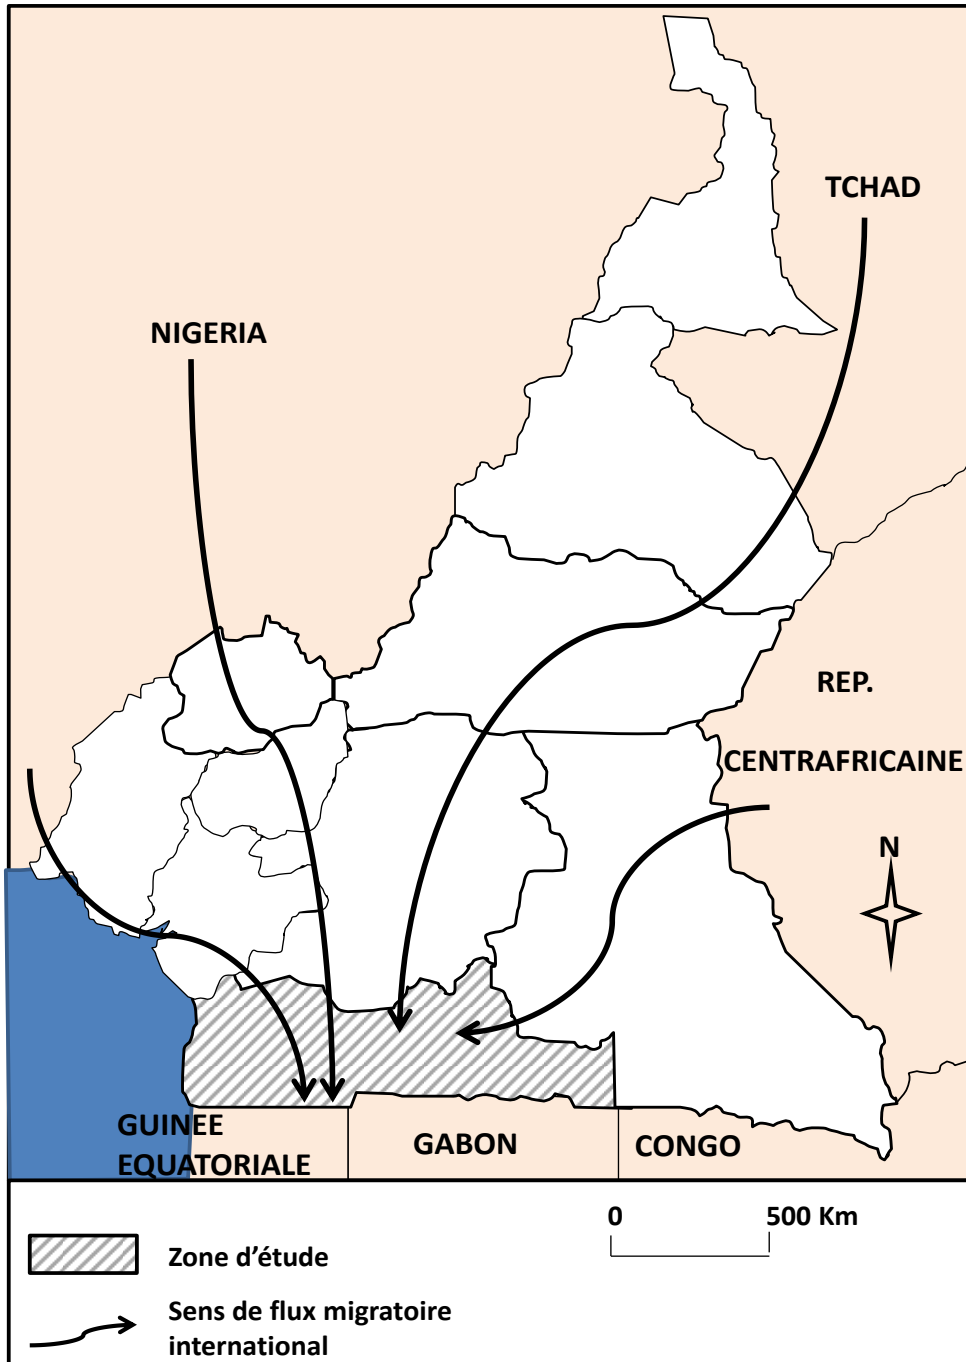 TCHAD
NIGERIA
REP.
CENTRAFRICAINE
N
GUINEE
EQUATORIALE
GABON
CONGO
0 500 Km
Zone d'étude
Sens de flux migratoire
international